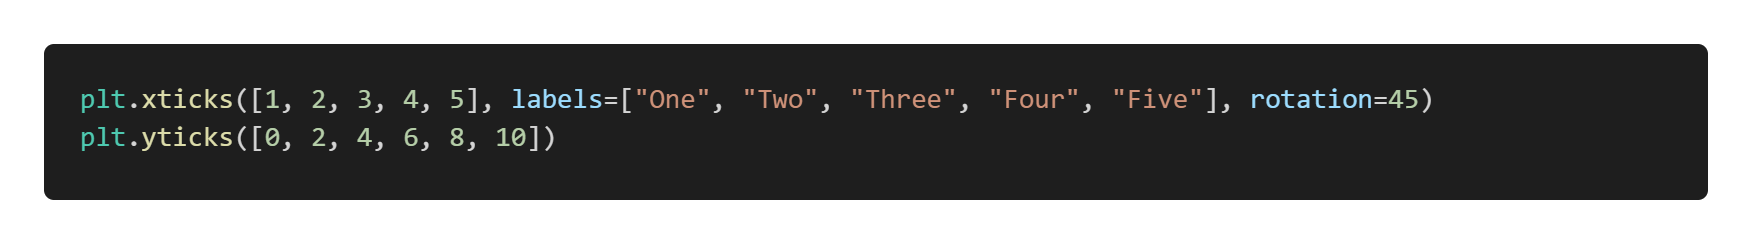 plt.xticks([1, 2, 3, 4, 5], labels=["One", "Two", "Three", "Four", "Five"], rotation=45)
plt.yticks([0, 2, 4, 6, 8, 10])